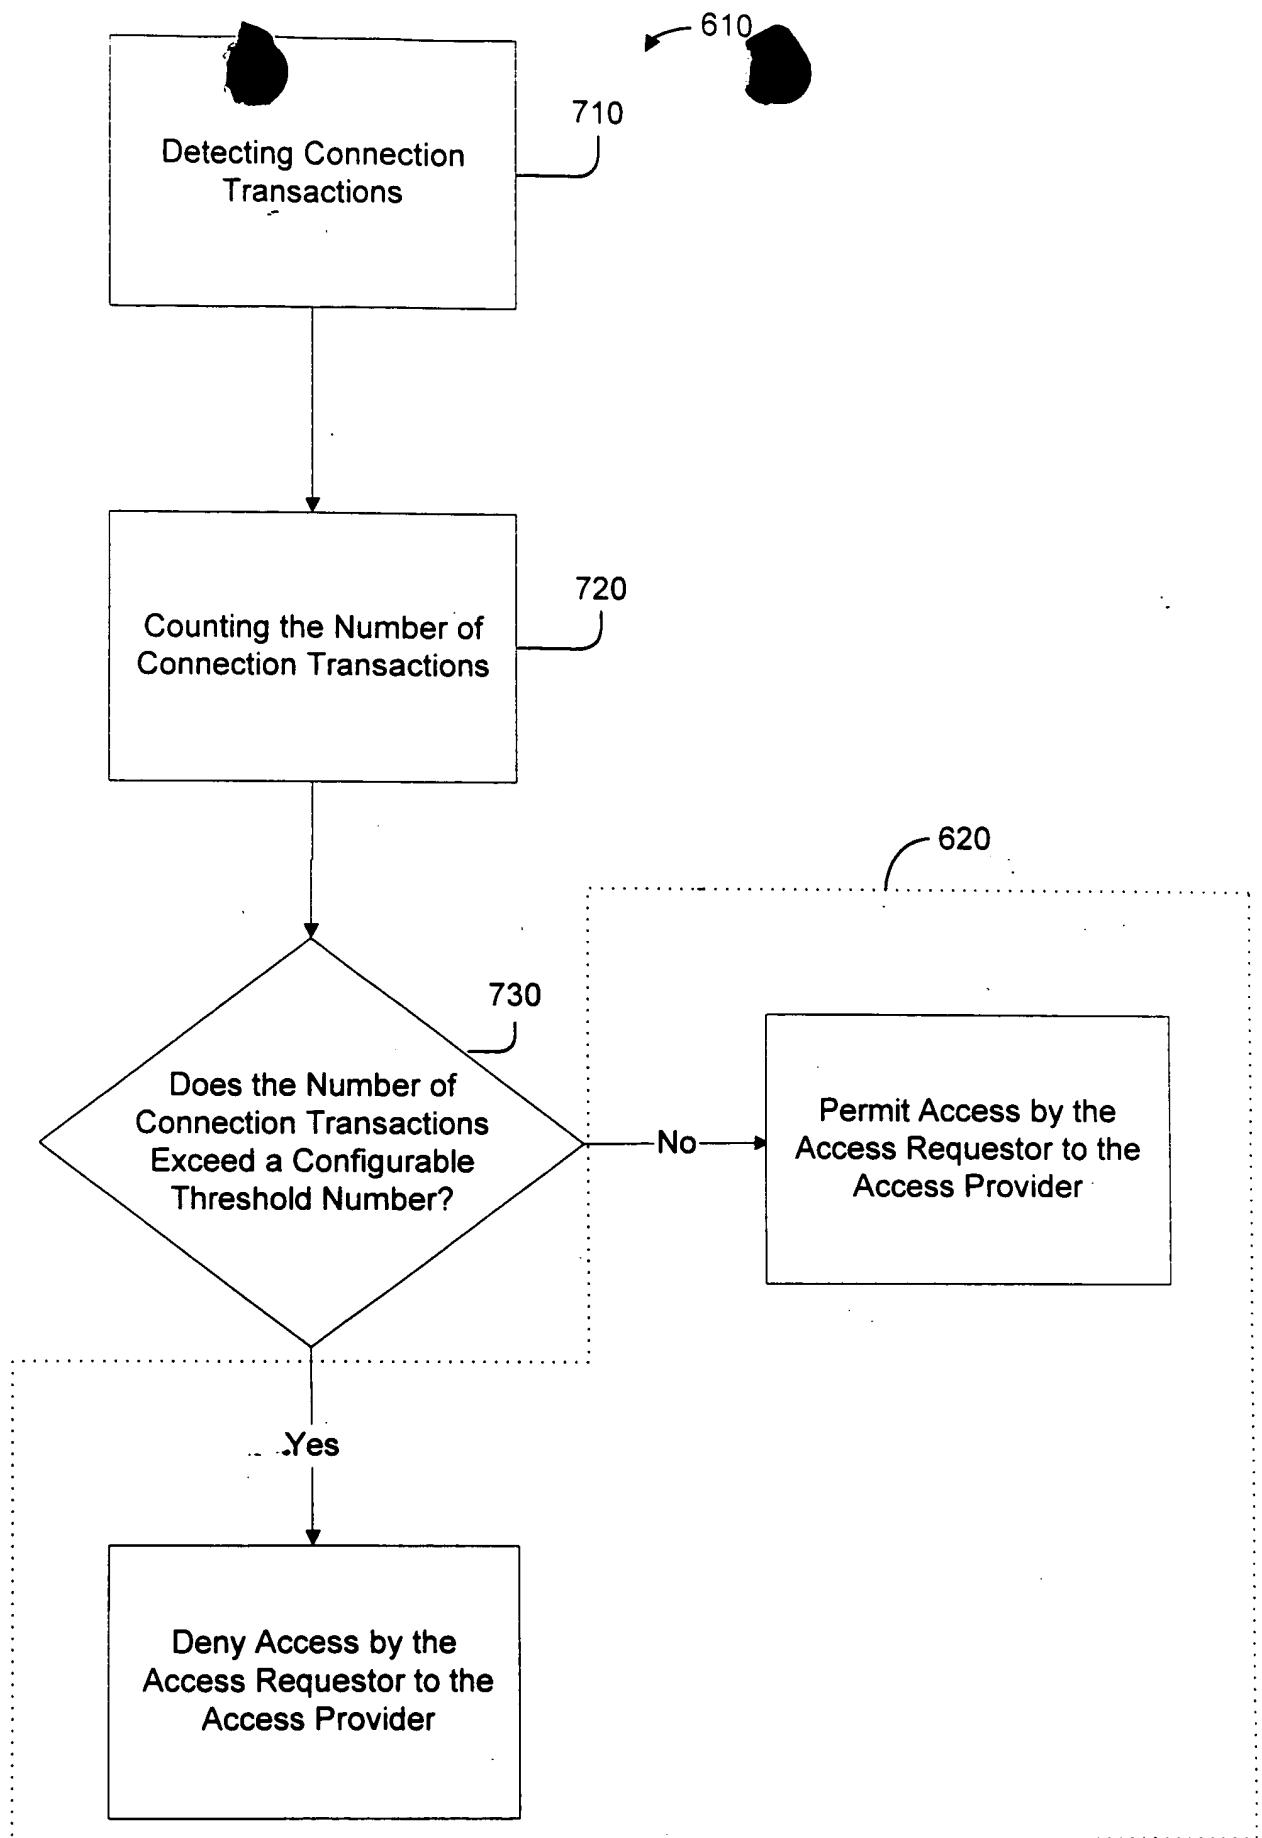 610
710
Detecting Connection
Transactions
720
Counting the Number of
Connection Transactions
620
730
Does the Number of
Connection Transactions
Exceed a Configurable
Threshold Number?
No
Permit Access by the
Access Requestor to the
Access Provider
Yes
Deny Access by the
Access Requestor to the
Access Provider